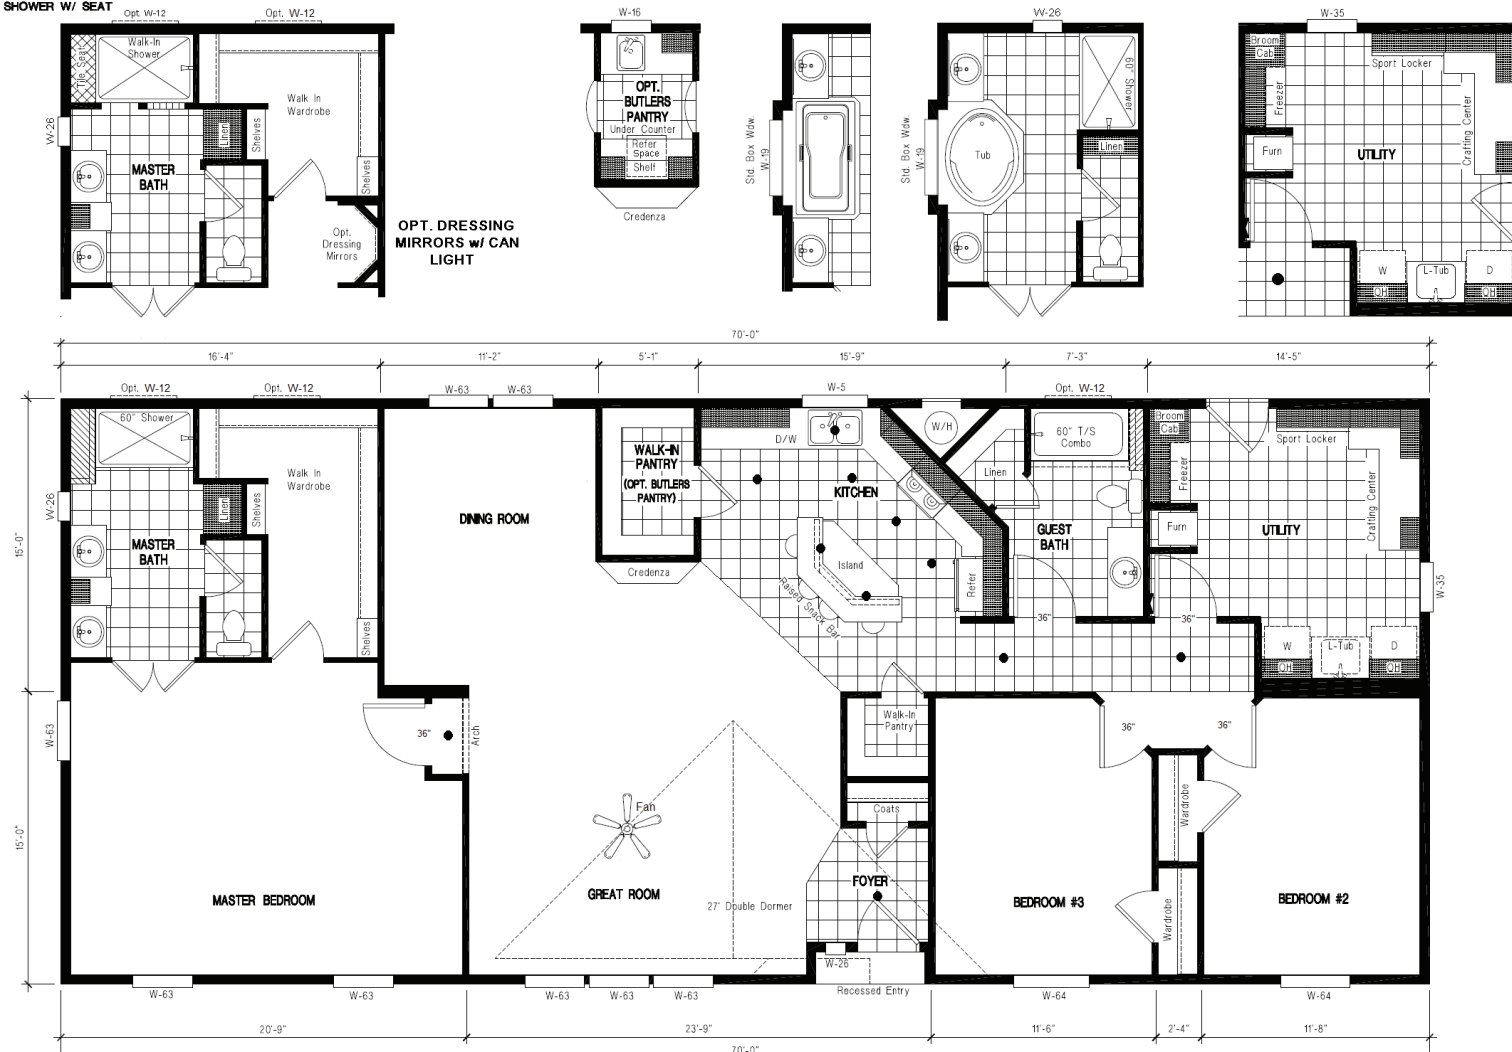 SHOWER W/ SEAT
Opt. W-12
Opt. W-12
Tile Seat
Walk-In
Shower
Walk In
Wardrobe
W-26
Linen
Shelves
MASTER
BATH
Shelves
Opt.
Dressing
Mirrors
OPT. DRESSING
MIRRORS w/ CAN
LIGHT
W-16
OPT.
BUTLERS
PANTRY
Under Counter
Refer
Space
Shelf
Credenza
Std. Box Wdw.
W-19
W-26
60" Shower
Std. Box Wdw.
W-19
Tub
Linen
W-35
Broom
Cab
Sport Locker
Freezer
Crafting Center
Furn
UTILITY
W
L-Tub
D
OH
OH
70'-0"
16'-4"
11'-2"
5'-1"
15'-9"
7'-3"
14'-5"
Opt. W-12
Opt. W-12
W-63
W-63
W-5
Opt. W-12
60" Shower
Walk In
Wardrobe
W-26
Linen
Shelves
MASTER
BATH
Shelves
DINING ROOM
WALK-IN
PANTRY
(OPT. BUTLERS
PANTRY)
Credenza
D/W
KITCHEN
Island
Raised Snack Bar
Refer
W/H
Linen
60" T/S
Combo
GUEST
BATH
36"
Broom
Cab
Sport Locker
Freezer
Crafting Center
Furn
UTILITY
W-35
36"
W
L-Tub
D
OH
OH
15'-0"
W-63
36"
Arch
Walk-In
Pantry
36"
36"
15'-0"
Fan
Coats
Wardrobe
MASTER BEDROOM
GREAT ROOM
27' Double Dormer
FOYER
BEDROOM #3
Wardrobe
BEDROOM #2
W-26
Recessed Entry
W-63
W-63
W-63
W-63
W-63
W-64
W-64
20'-9"
23'-9"
11'-6"
2'-4"
11'-8"
70'-0"